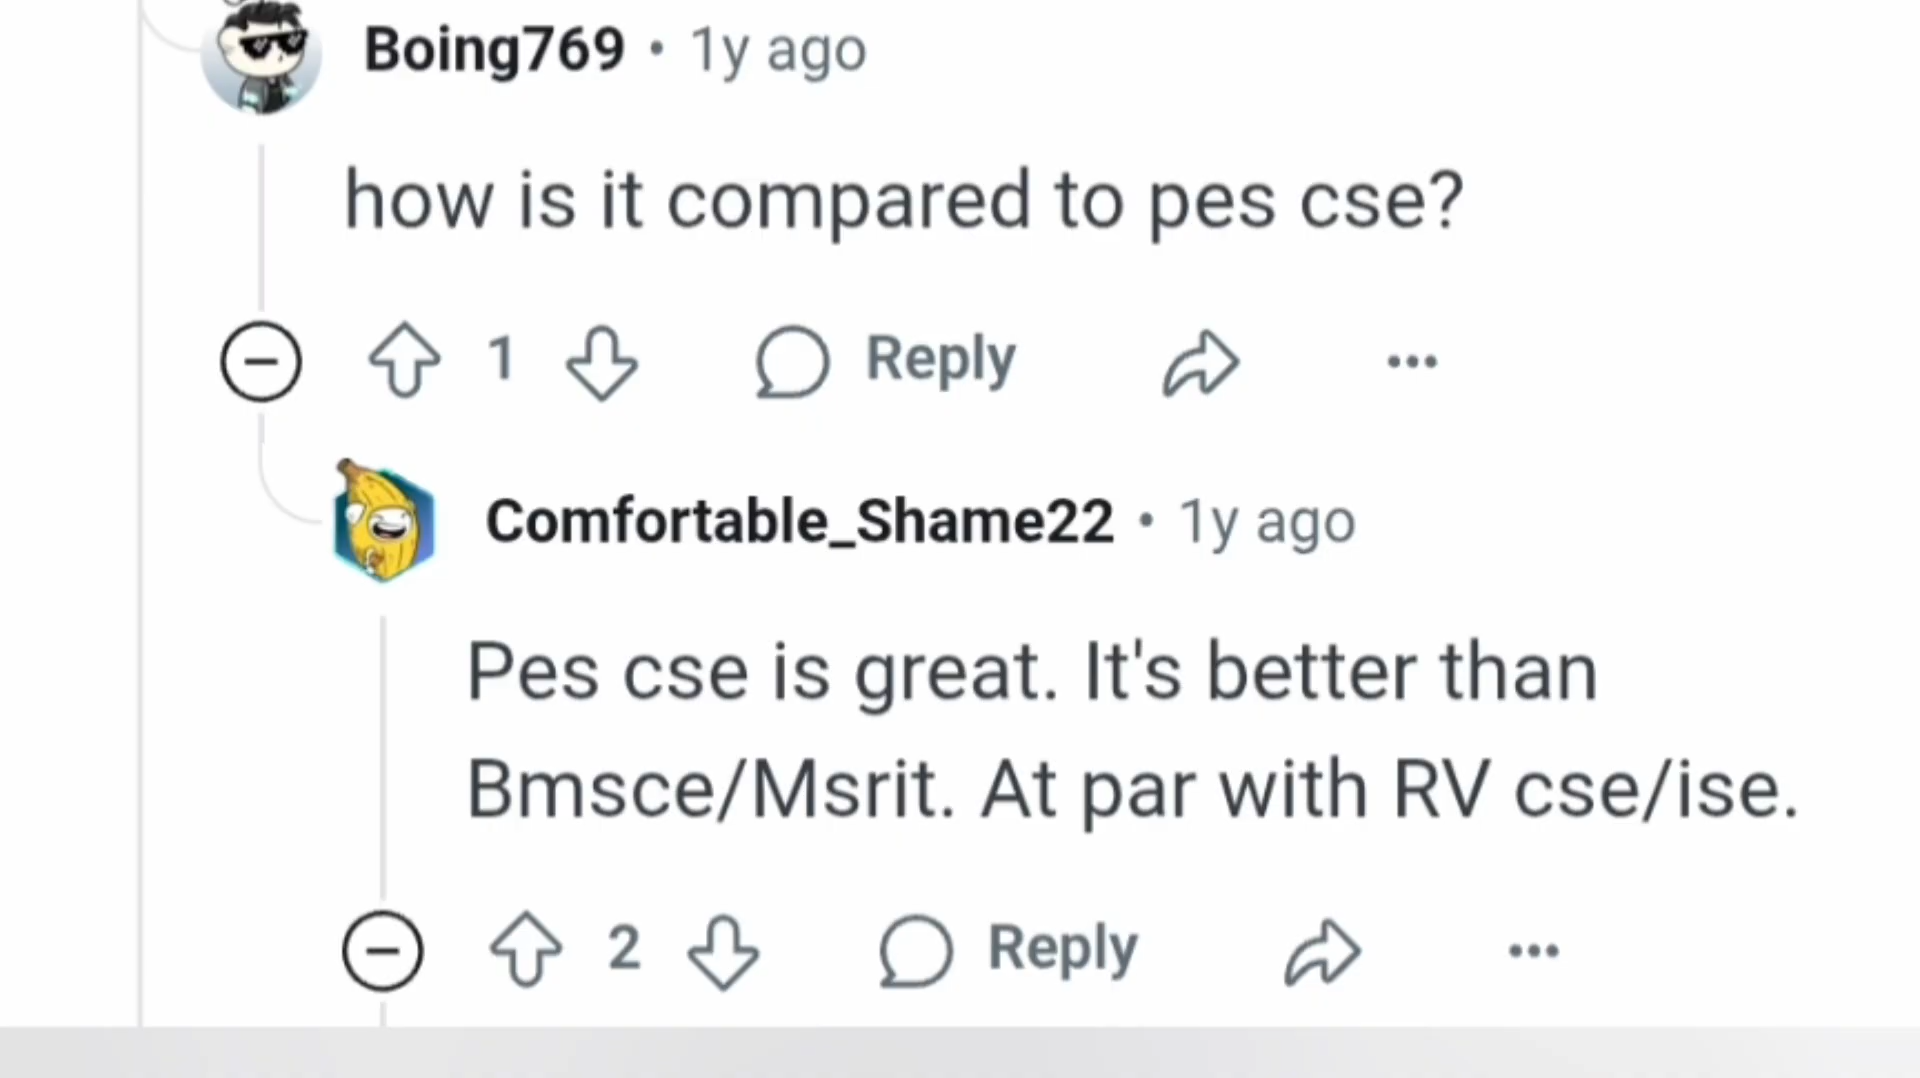 Boing769 • 1y ago
how is it compared to pes cse?
1 Reply
Comfortable_Shame22 • 1y ago
Pes cse is great. It's better than
Bmsce/Msrit. At par with RV cse/ise.
2 Reply